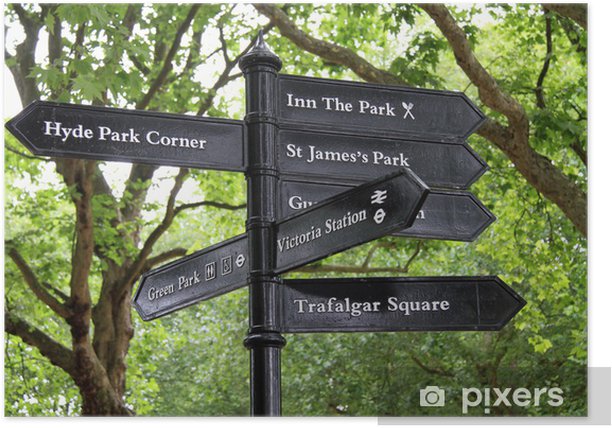 Inn The Park
Hyde Park Corner
St James's Park
Victoria Station
Green Park
Trafalgar Square
pixers